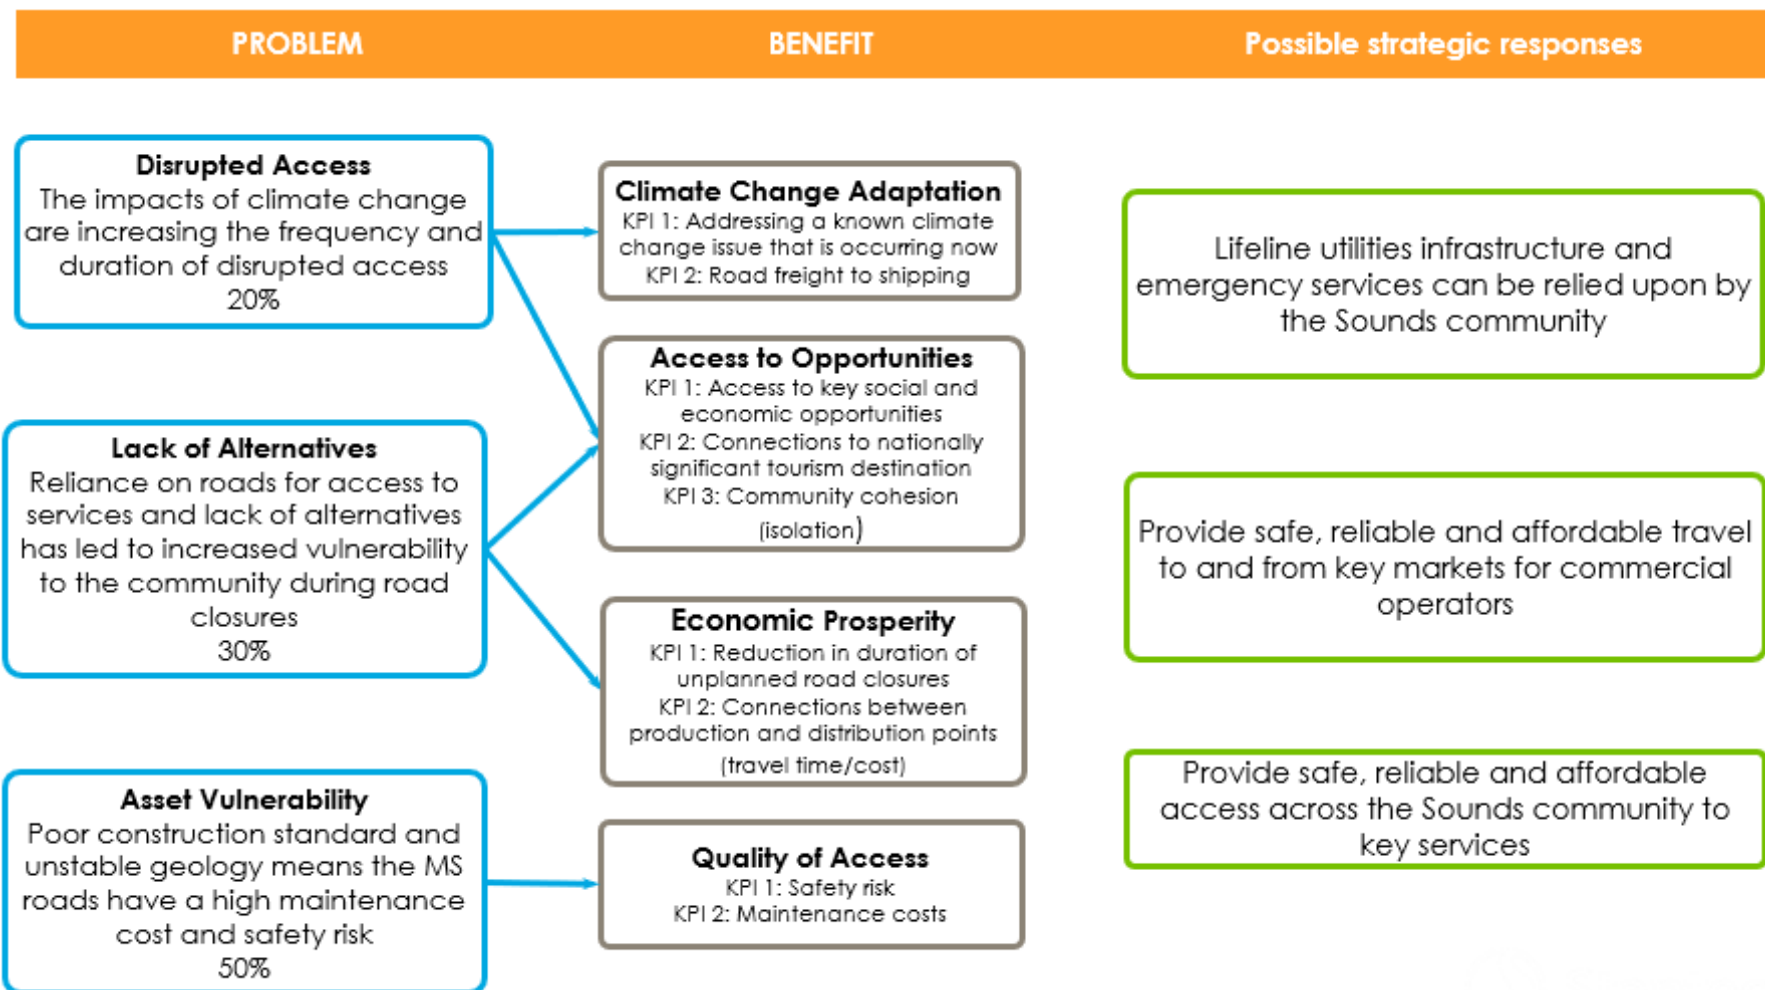 PROBLEM
BENEFIT
Possible strategic responses
Disrupted Access
The impacts of climate change
are increasing the frequency and
duration of disrupted access
20%
Lack of Alternatives
Reliance on roads for access to
services and lack of alternatives
has led to increased vulnerability
to the community during road
closures
30%
Asset Vulnerability
Poor construction standard and
unstable geology means the MS
roads have a high maintenance
cost and safety risk
50%
Climate Change Adaptation
KPI 1: Addressing a known climate
change issue that is occurring now
KPI 2: Road freight to shipping
Access to Opportunities
KPI 1: Access to key social and
economic opportunities
KPI 2: Connections to nationally
significant tourism destination
KPI 3: Community cohesion
(isolation)
Economic Prosperity
KPI 1: Reduction in duration of
unplanned road closures
KPI 2: Connections between
production and distribution points
(travel time/cost)
Quality of Access
KPI 1: Safety risk
KPI 2: Maintenance costs
Lifeline utilities infrastructure and
emergency services can be relied upon by
the Sounds community
Provide safe, reliable and affordable travel
to and from key markets for commercial
operators
Provide safe, reliable and affordable
access across the Sounds community to
key services